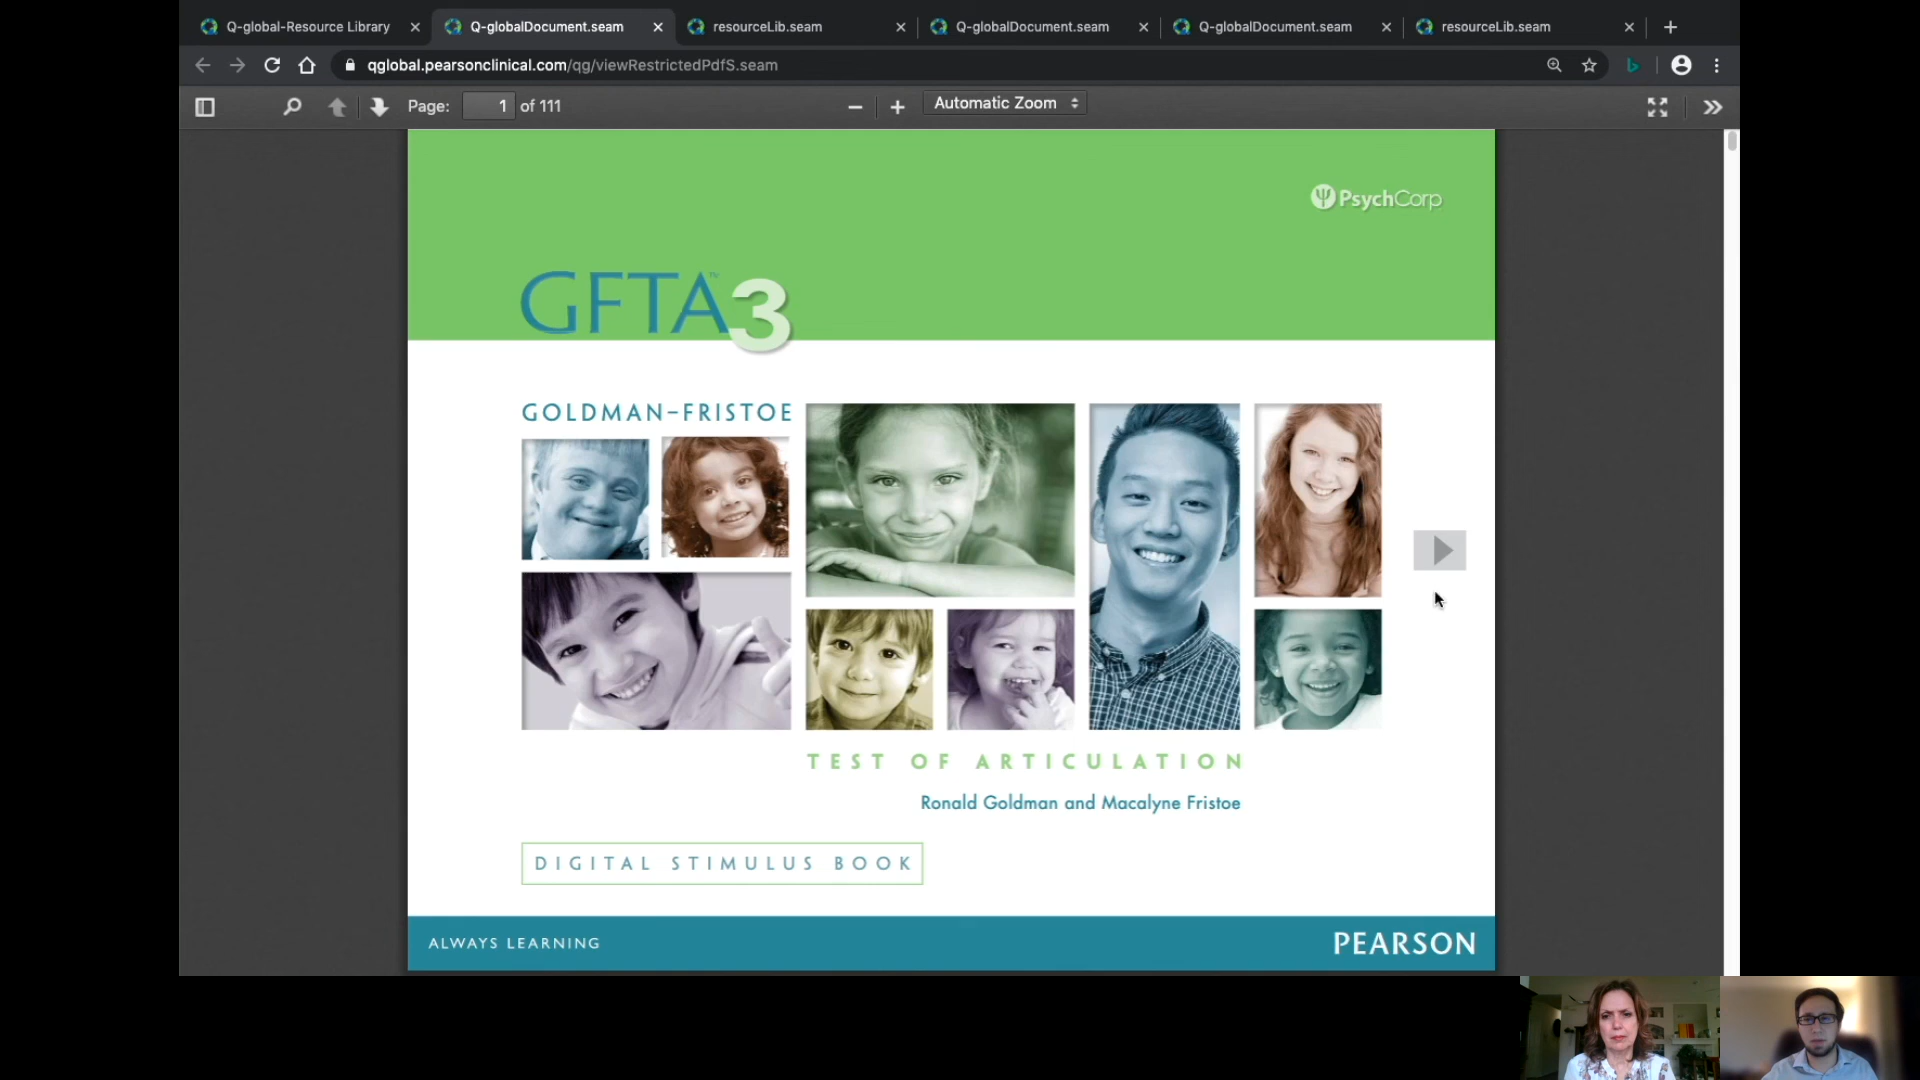 Q-global-Resource Library
Q-globalDocument.seam
resourceLib.seam
Q-globalDocument.seam
Q-globalDocument.seam
resourceLib.seam
qglobal.pearsonclinical.com/qg/viewRestrictedPdfS.seam
Page: 1 of 111
Automatic Zoom
PsychCorp
GFTA™3
GOLDMAN–FRISTOE
TEST OF ARTICULATION
Ronald Goldman and Macalyne Fristoe
DIGITAL STIMULUS BOOK
ALWAYS LEARNING
PEARSON